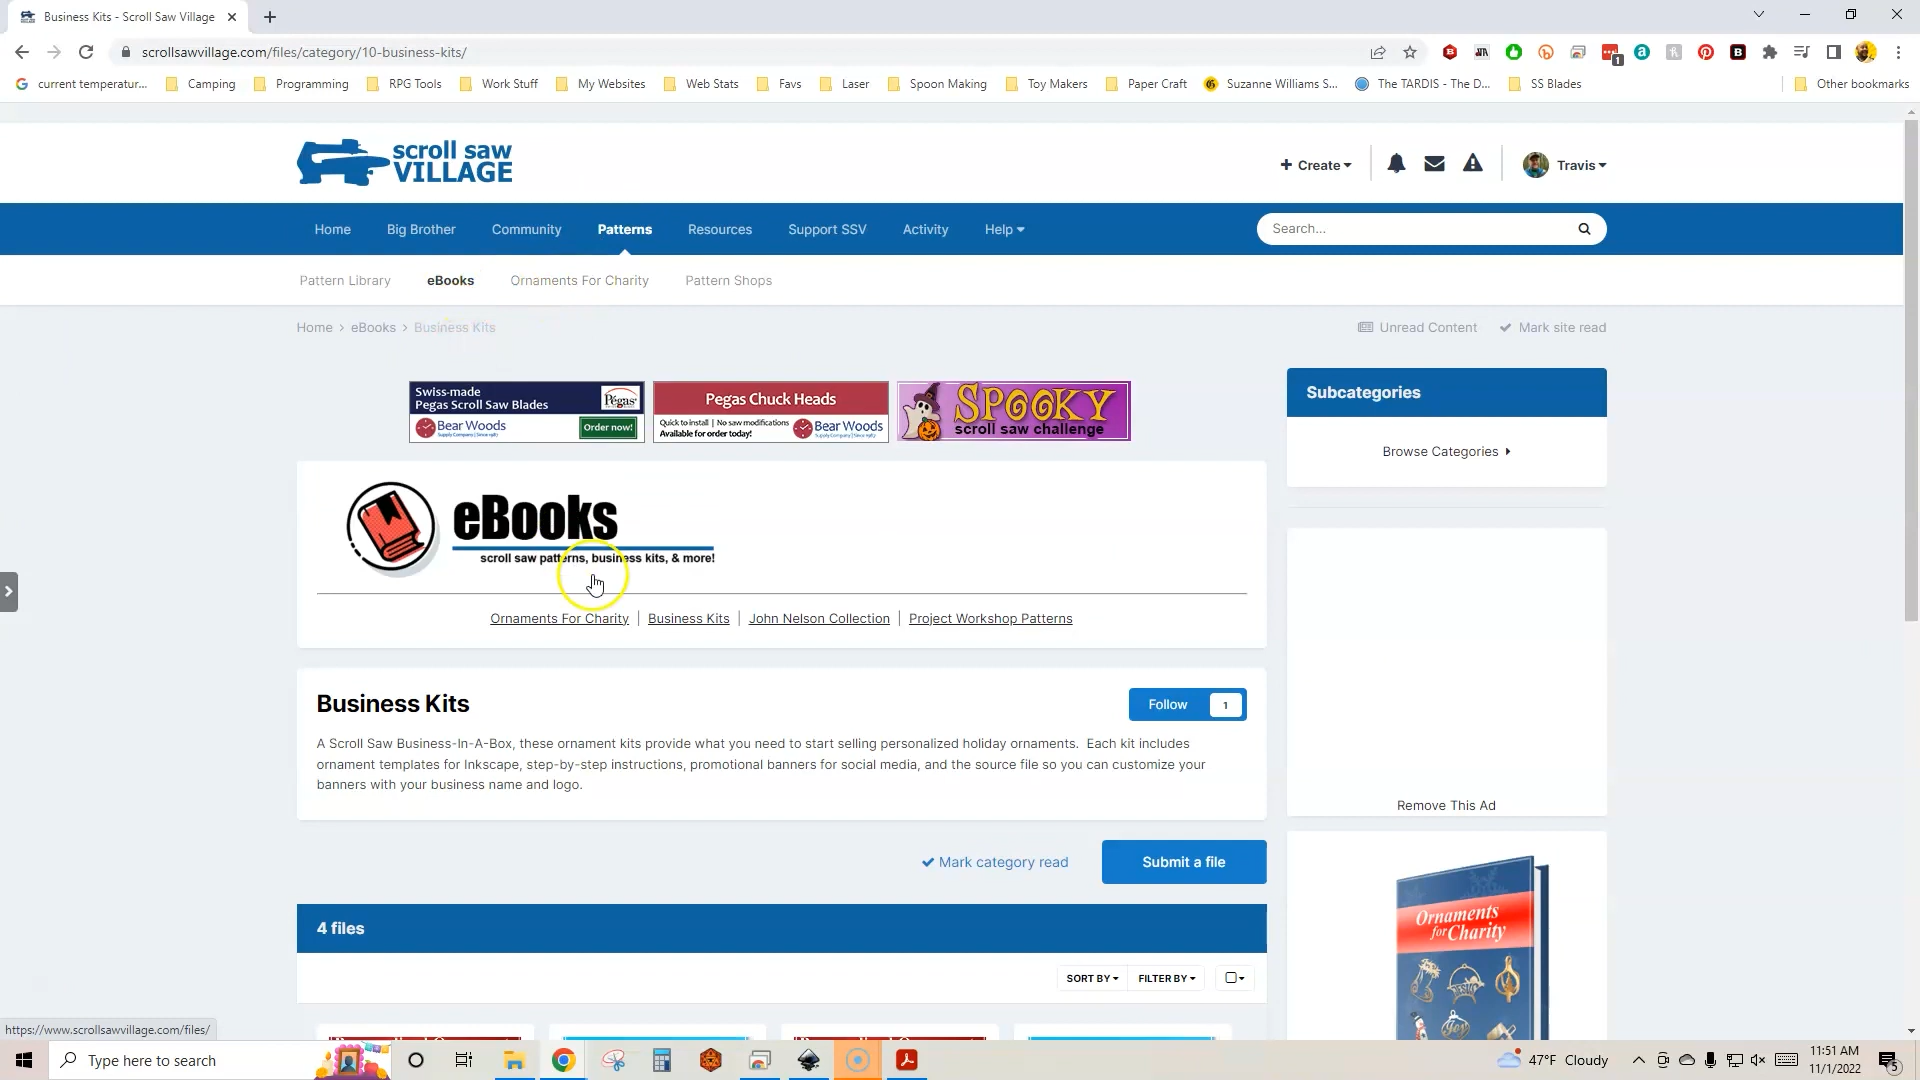 Business Kits - Scroll Saw Village
scrollsawvillage.com/files/category/10-business-kits/
current temperatur...
Camping
Programming
RPG Tools
Work Stuff
My Websites
Web Stats
Favs
Laser
Spoon Making
Toy Makers
Paper Craft
Suzanne Williams S...
The TARDIS - The D...
SS Blades
Other bookmarks
scroll saw
VILLAGE
+ Create
Travis
Home
Big Brother
Community
Patterns
Resources
Support SSV
Activity
Help
Search...
Pattern Library
eBooks
Ornaments For Charity
Pattern Shops
Home > eBooks > Business Kits
Unread Content
Mark site read
Swiss-made
Pegas Scroll Saw Blades
Pégas
Bear Woods
Supply Company | Since 1987
Order now!
Pegas Chuck Heads
Quick to install | No saw modifications
Available for order today!
Bear Woods
SPOOKY
scroll saw challenge
Subcategories
Browse Categories
eBooks
scroll saw patterns, business kits, & more!
Ornaments For Charity | Business Kits | John Nelson Collection | Project Workshop Patterns
Business Kits
Follow 1
A Scroll Saw Business-In-A-Box, these ornament kits provide what you need to start selling personalized holiday ornaments. Each kit includes
ornament templates for Inkscape, step-by-step instructions, promotional banners for social media, and the source file so you can customize your
banners with your business name and logo.
Remove This Ad
Mark category read
Submit a file
4 files
SORT BY
FILTER BY
Ornaments
for Charity
JESUS
Joy
https://www.scrollsawvillage.com/files/
Type here to search
47°F Cloudy
11:51 AM
11/1/2022
5